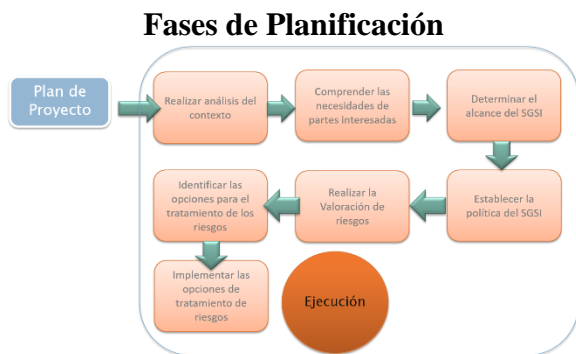 Fases de Planificación
Plan de
Proyecto
Realizar análisis del
contexto
Comprender las
necesidades de
partes interesadas
Determinar el
alcance del SGSI
Identificar las
opciones para el
tratamiento de los
riesgos
Realizar la
Valoración de
riesgos
Establecer la
política del SGSI
Implementar las
opciones de
tratamiento de
riesgos
Ejecución